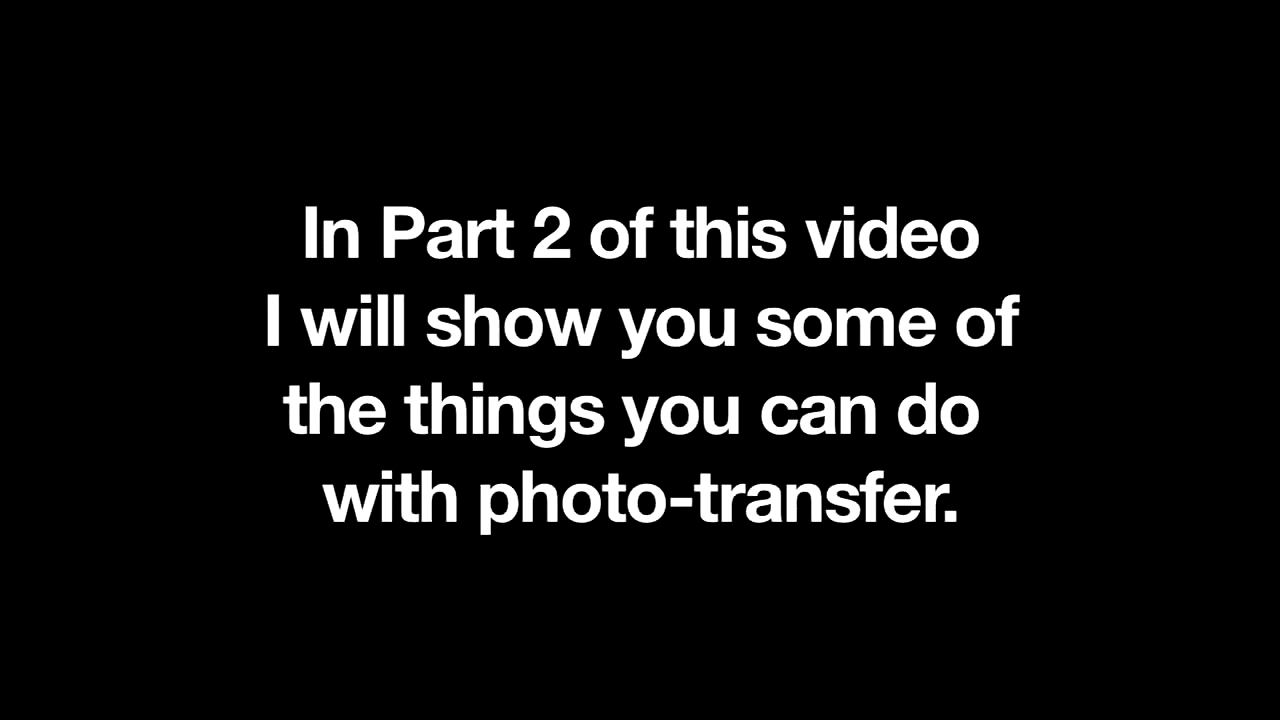 In Part 2 of this video
I will show you some of
the things you can do
with photo-transfer.